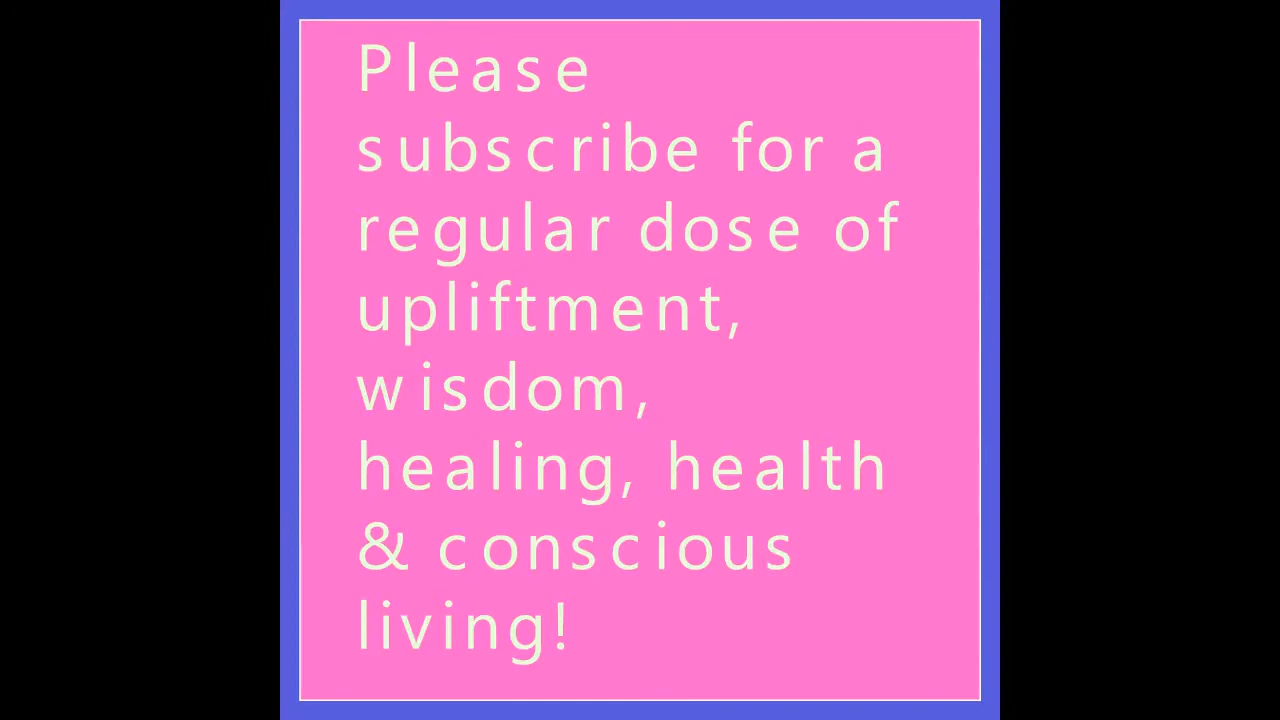 Please
subscribe for a
regular dose of
upliftment,
wisdom,
healing, health
& conscious
living!